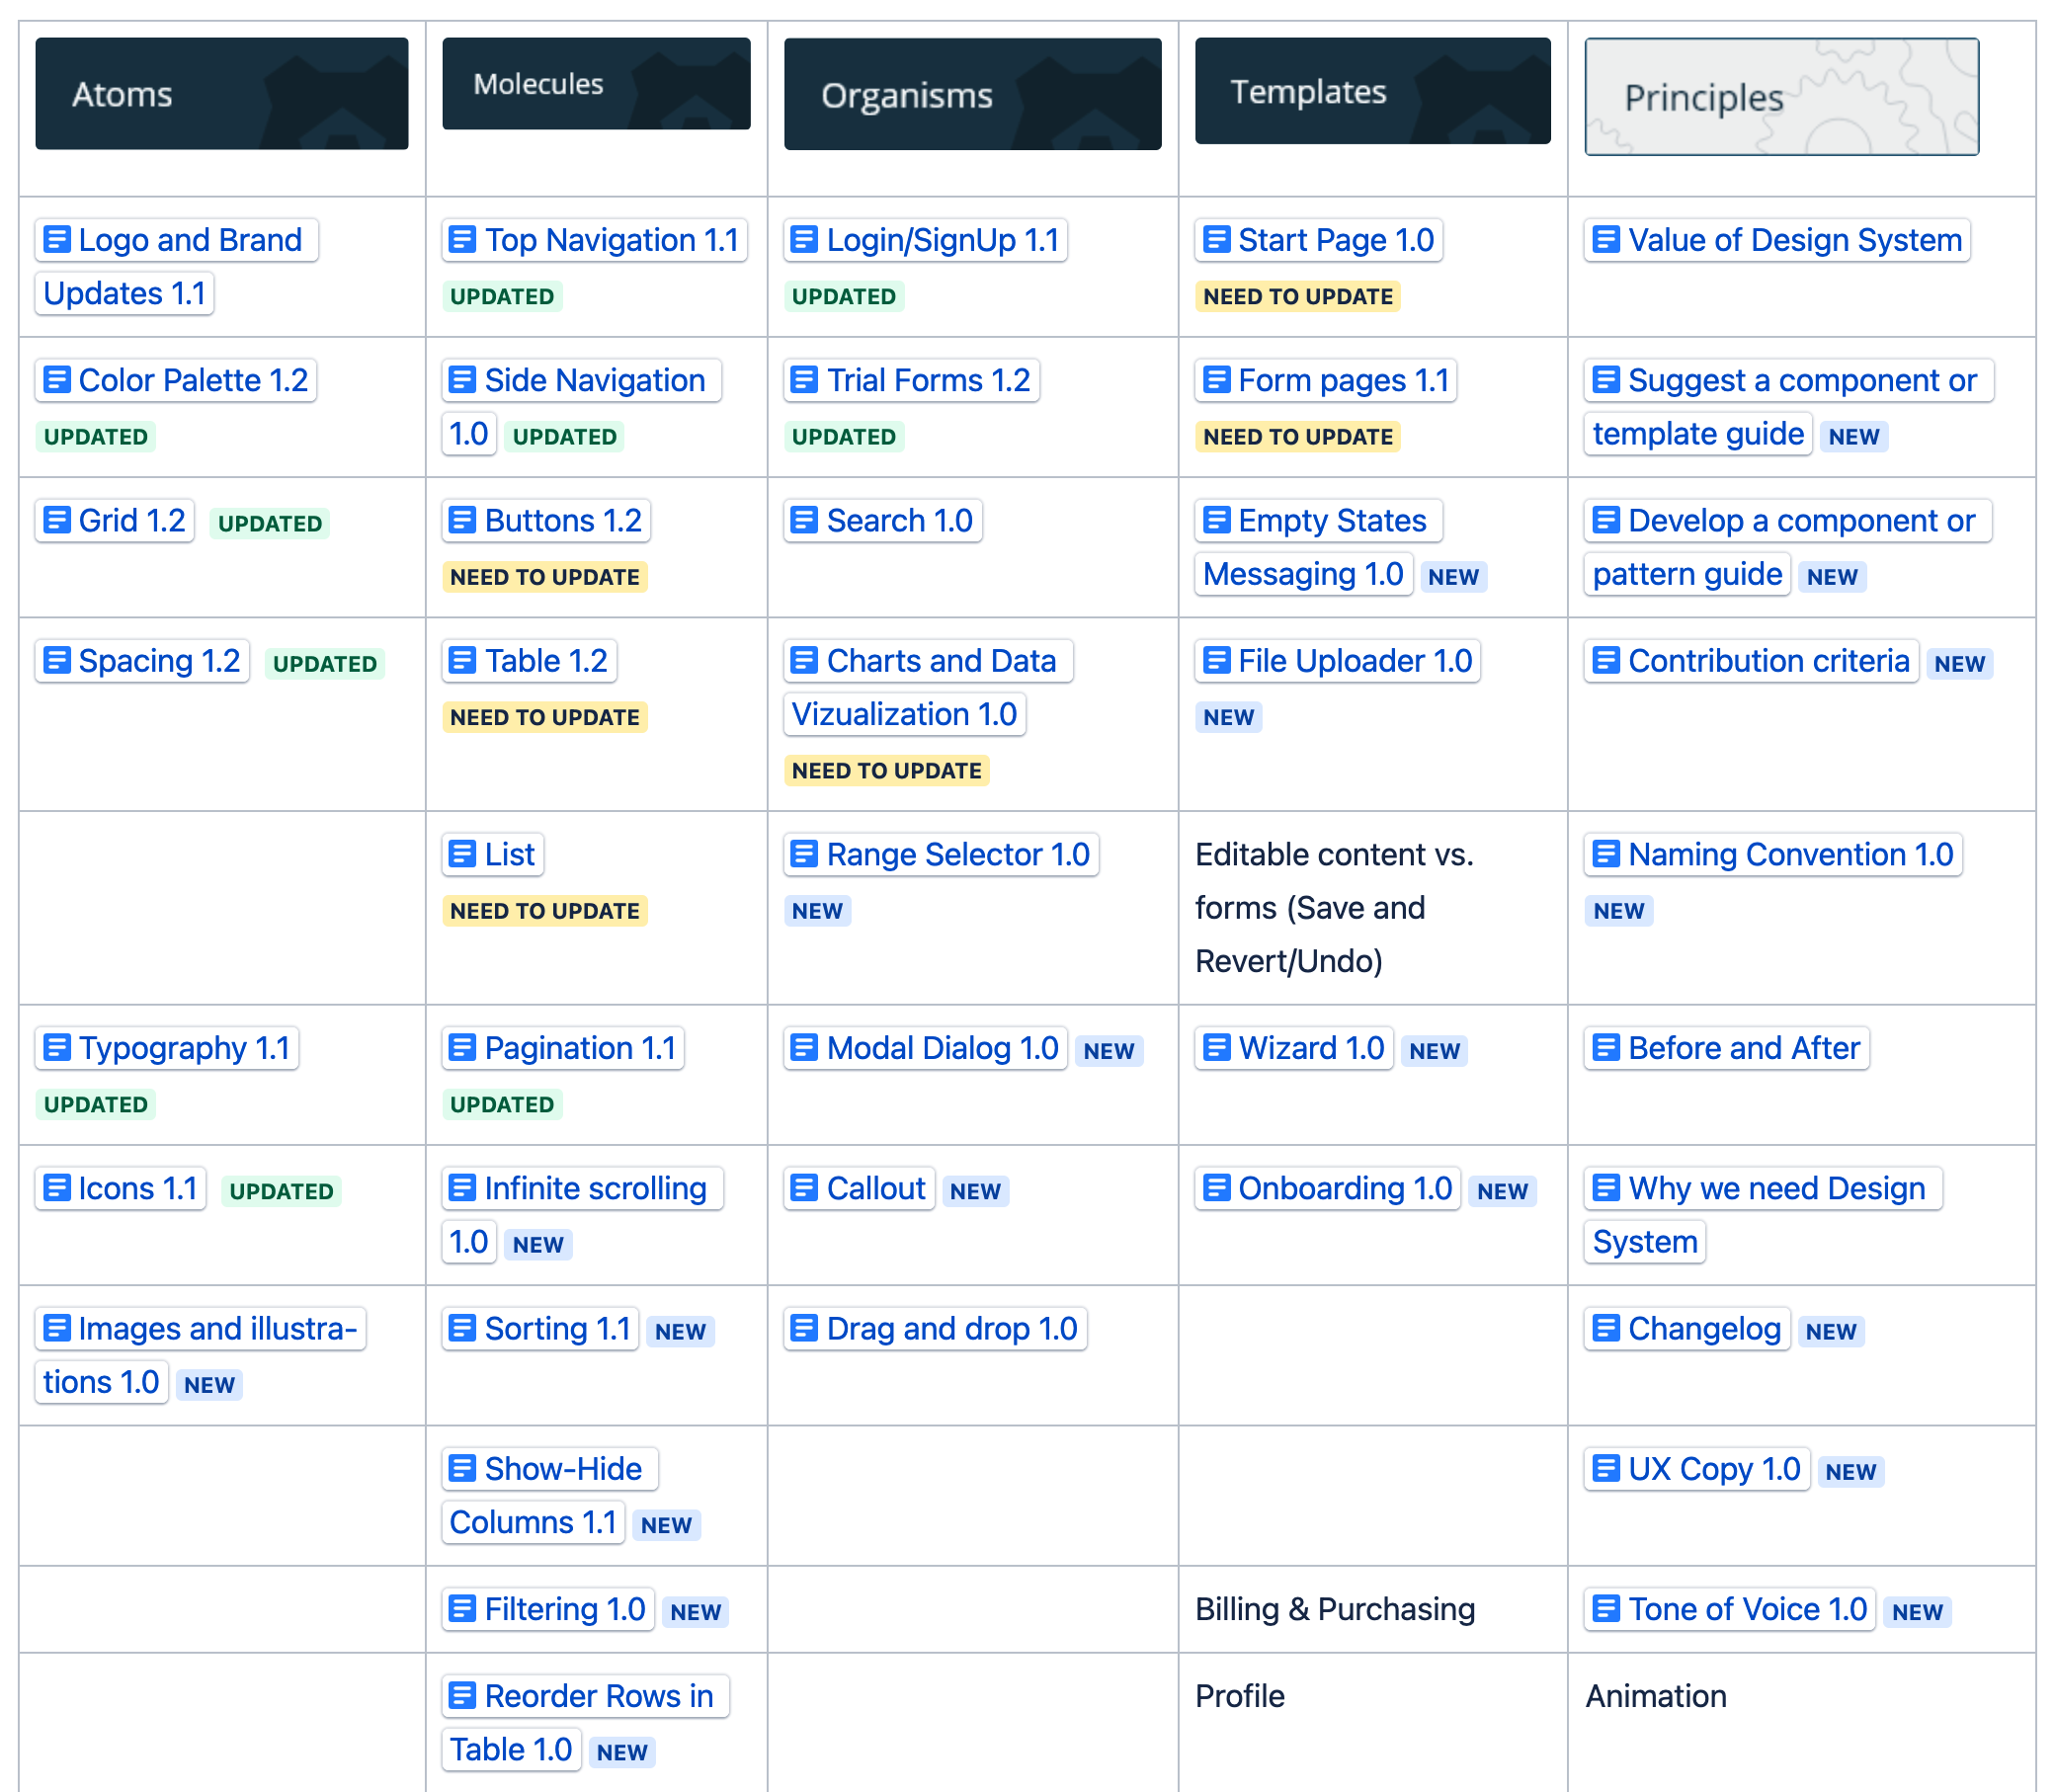 Atoms
Molecules
Organisms
Templates
Principles
Logo and Brand
Updates 1.1
Top Navigation 1.1
UPDATED
Login/SignUp 1.1
UPDATED
Start Page 1.0
NEED TO UPDATE
Value of Design System
Color Palette 1.2
UPDATED
Side Navigation
1.0 UPDATED
Trial Forms 1.2
UPDATED
Form pages 1.1
NEED TO UPDATE
Suggest a component or
template guide NEW
Grid 1.2 UPDATED
Buttons 1.2
NEED TO UPDATE
Search 1.0
Empty States
Messaging 1.0 NEW
Develop a component or
pattern guide NEW
Spacing 1.2 UPDATED
Table 1.2
NEED TO UPDATE
Charts and Data
Vizualization 1.0
NEED TO UPDATE
File Uploader 1.0
NEW
Contribution criteria NEW
List
NEED TO UPDATE
Range Selector 1.0
NEW
Editable content vs.
forms (Save and
Revert/Undo)
Naming Convention 1.0
NEW
Typography 1.1
UPDATED
Pagination 1.1
UPDATED
Modal Dialog 1.0 NEW
Wizard 1.0 NEW
Before and After
Icons 1.1 UPDATED
Infinite scrolling
1.0 NEW
Callout NEW
Onboarding 1.0 NEW
Why we need Design
System
Images and illustra-
tions 1.0 NEW
Sorting 1.1 NEW
Drag and drop 1.0
Changelog NEW
Show-Hide
Columns 1.1 NEW
UX Copy 1.0 NEW
Filtering 1.0 NEW
Billing & Purchasing
Tone of Voice 1.0 NEW
Reorder Rows in
Table 1.0 NEW
Profile
Animation